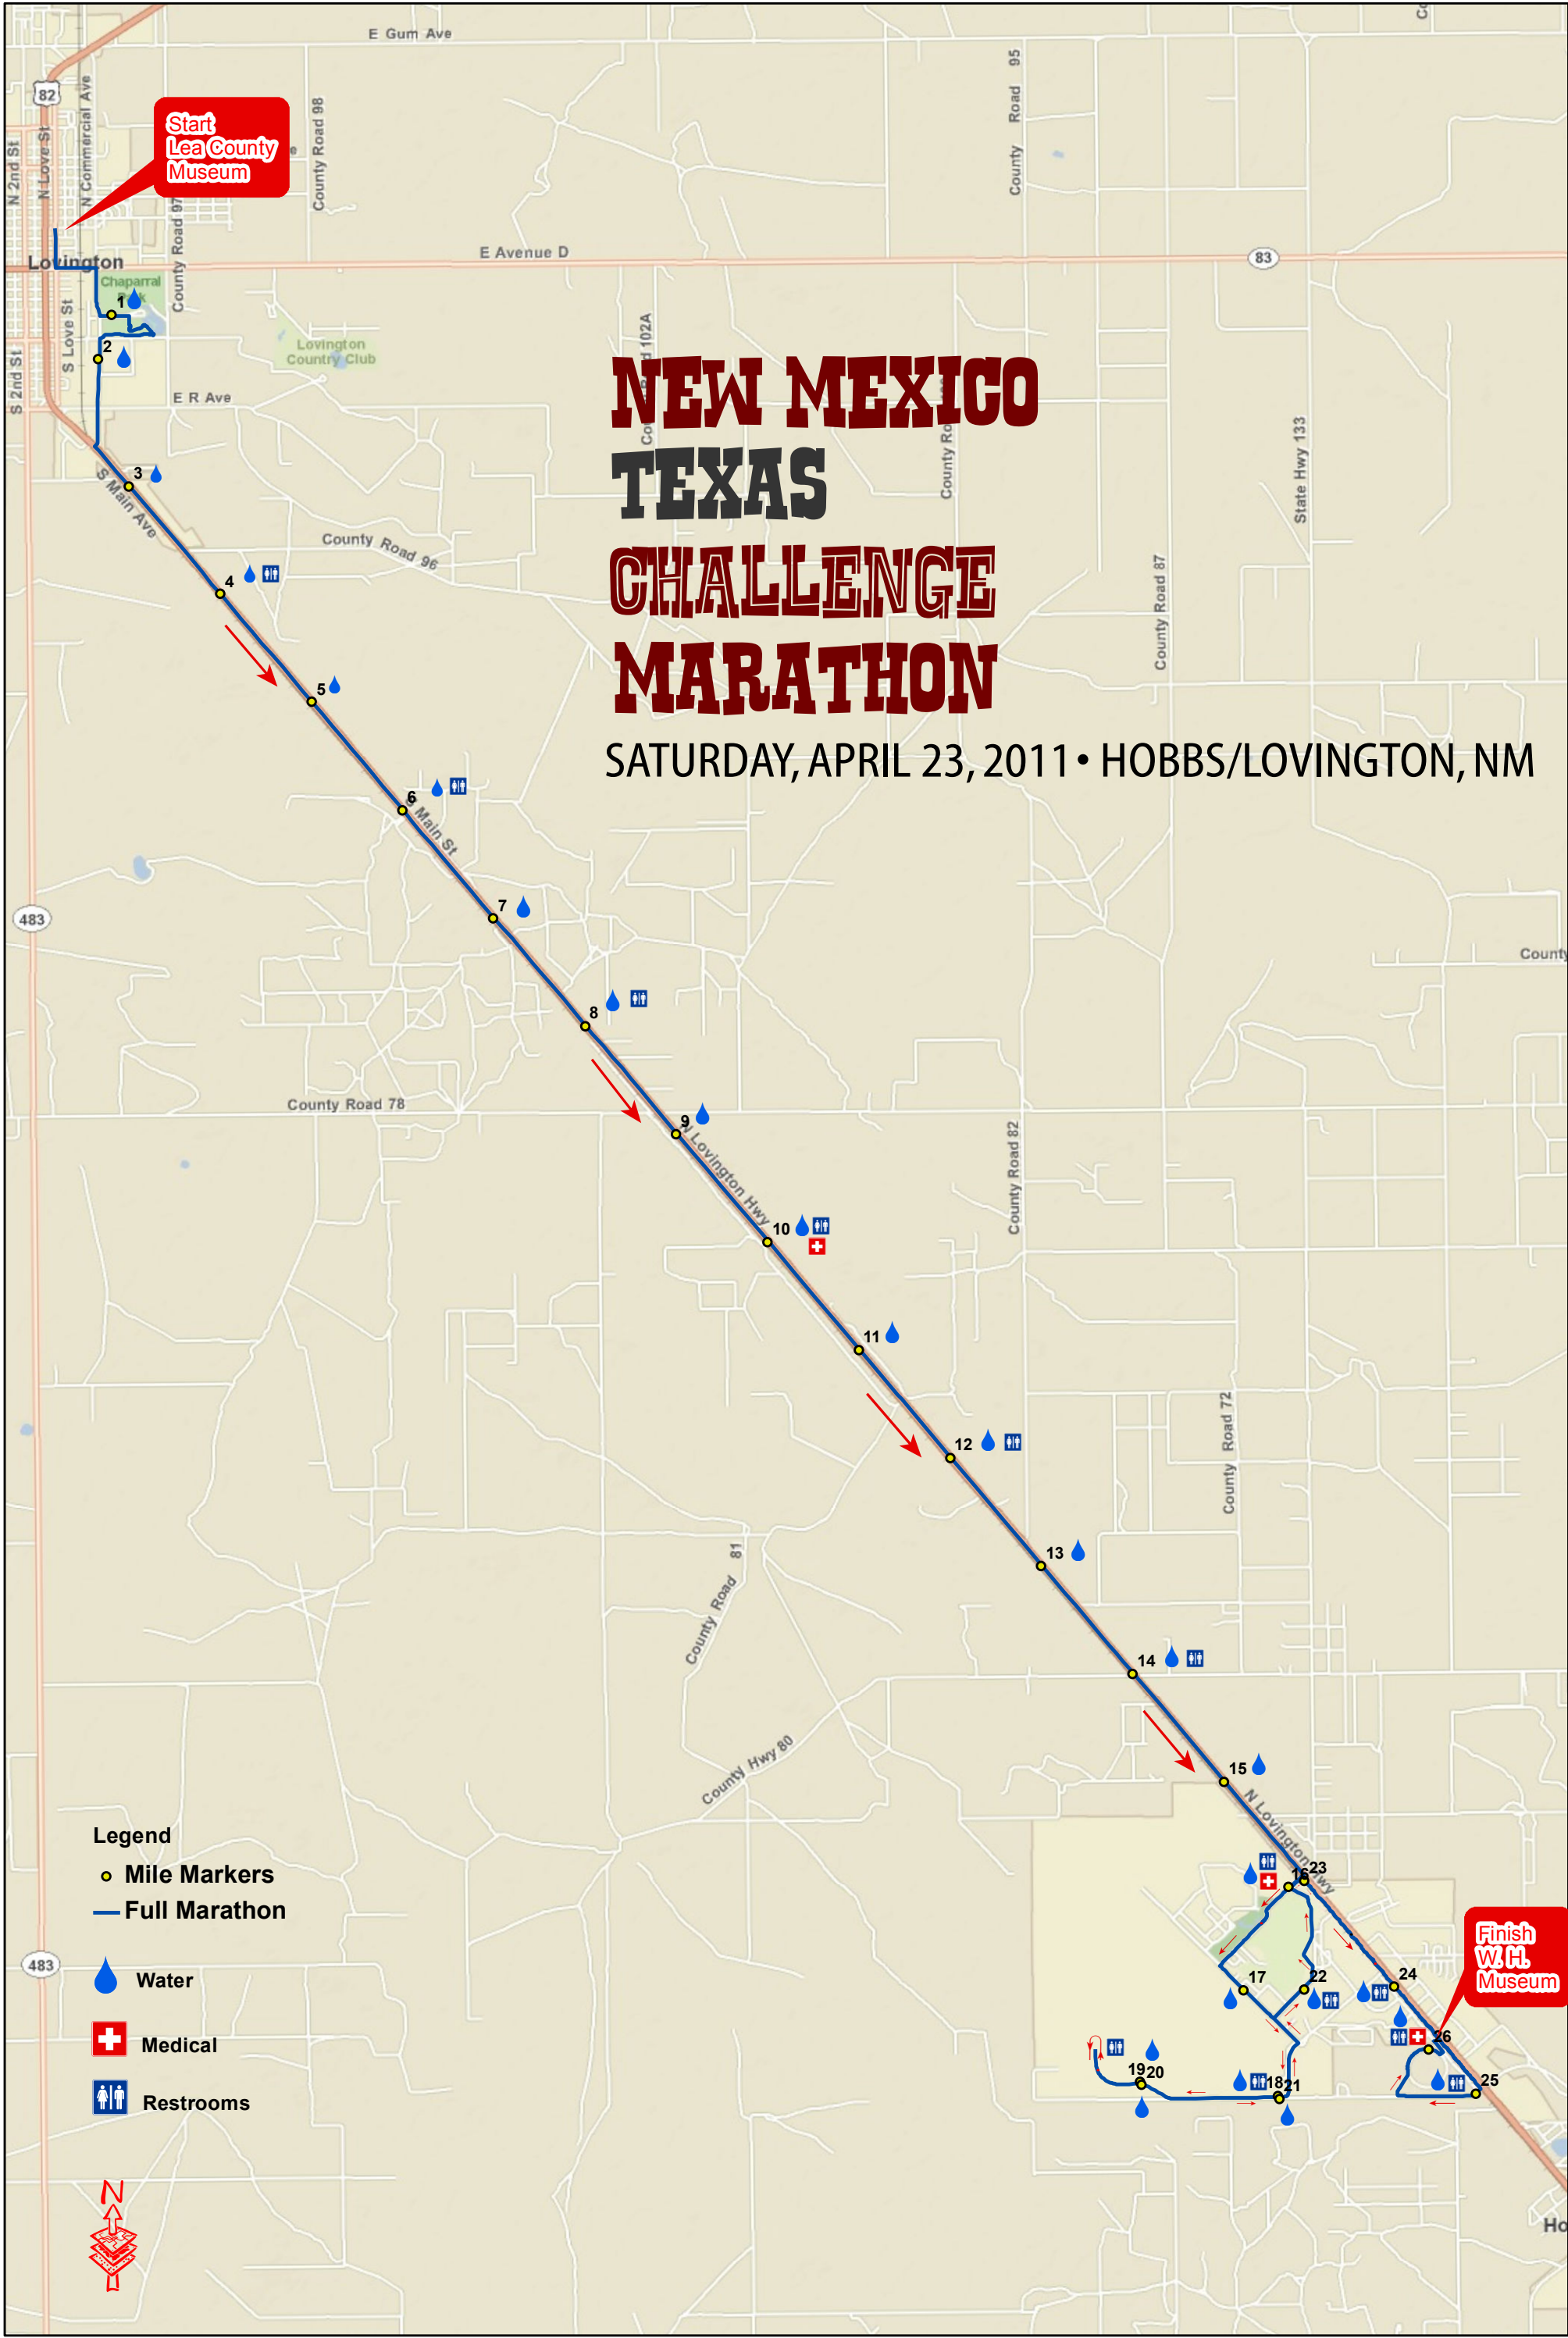 E Gum Ave
Co
82
N 2nd St
N Love St
N Commercial Ave
Start
Lea County
Museum
County Road 98
County Road 97
County Road 95
Lovington
E Avenue D
83
Chaparral
1
2
S Love St
S 2nd St
Lovington
Country Club
E R Ave
3
S Main Ave
County Road 96
4
5
NEW MEXICO
TEXAS
CHALLENGE
MARATHON
SATURDAY, APRIL 23, 2011 • HOBBS/LOVINGTON, NM
State Hwy 133
County Road 87
6
S Main St
7
483
County
8
County Road 78
9
N Lovington Hwy
County Road 82
10
11
12
County Road 72
13
County Road 81
14
County Hwy 80
15
N Lovington Hwy
16
23
17
22
24
Finish
W. H.
Museum
26
19
20
18
21
25
Legend
Mile Markers
Full Marathon
483
Water
Medical
Restrooms
N
Ho